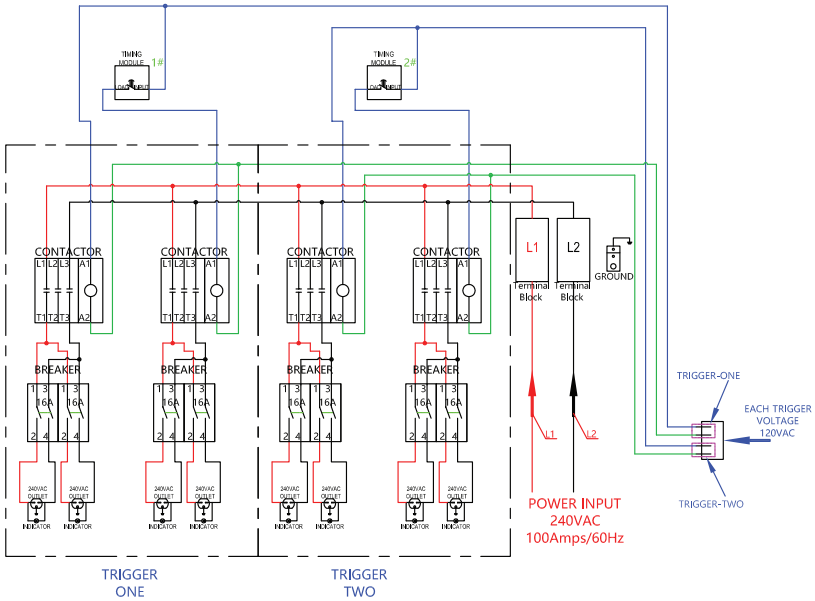 TIMING
MODULE 1#
LOAD INPUT
TIMING
MODULE 2#
LOAD INPUT
CONTACTOR CONTACTOR CONTACTOR CONTACTOR
L1 L2 L3 A1 L1 L2 L3 A1 L1 L2 L3 A1 L1 L2 L3 A1
T1 T2 T3 A2 T1 T2 T3 A2 T1 T2 T3 A2 T1 T2 T3 A2
L1 L2
Terminal
Block
Terminal
Block
GROUND
BREAKER BREAKER BREAKER BREAKER
1 3 1 3 1 3 1 3 1 3 1 3 1 3 1 3
16A 16A 16A 16A
2 4 2 4 2 4 2 4 2 4 2 4 2 4 2 4
L1 L2
TRIGGER-ONE
EACH TRIGGER
VOLTAGE
120VAC
TRIGGER-TWO
240VAC 240VAC 240VAC 240VAC 240VAC 240VAC 240VAC 240VAC
OUTLET OUTLET OUTLET OUTLET OUTLET OUTLET OUTLET OUTLET
INDICATOR INDICATOR INDICATOR INDICATOR INDICATOR INDICATOR INDICATOR INDICATOR
POWER INPUT
240VAC
100Amps/60Hz
TRIGGER
ONE
TRIGGER
TWO